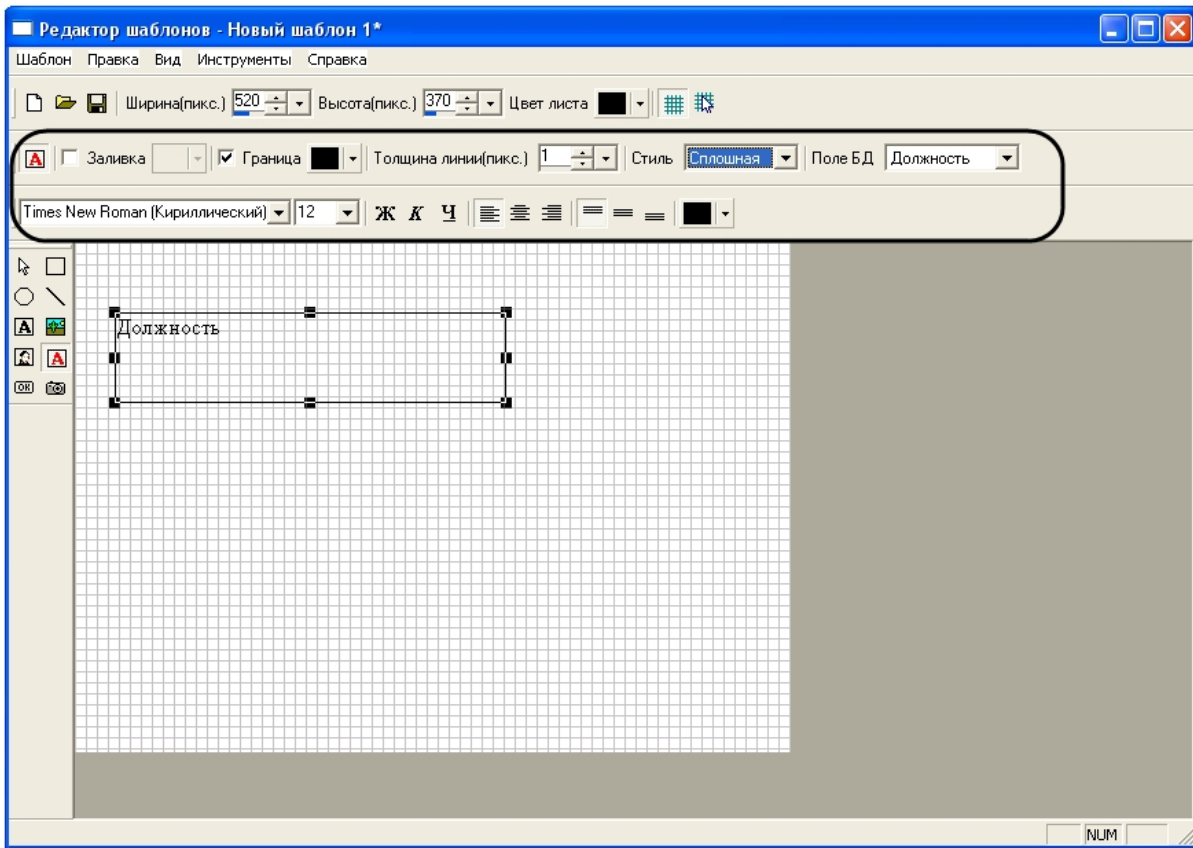 Редактор шаблонов - Новый шаблон 1*
Шаблон Правка Вид Инструменты Справка
Ширина(пикс.) 520 Высота(пикс.) 370 Цвет листа
A Заливка Граница Толщина линии(пикс.) 1 Стиль Сплошная Поле БД Должность
Times New Roman (Кириллический) 12 Ж К Ч
Должность
A
A
OK
NUM